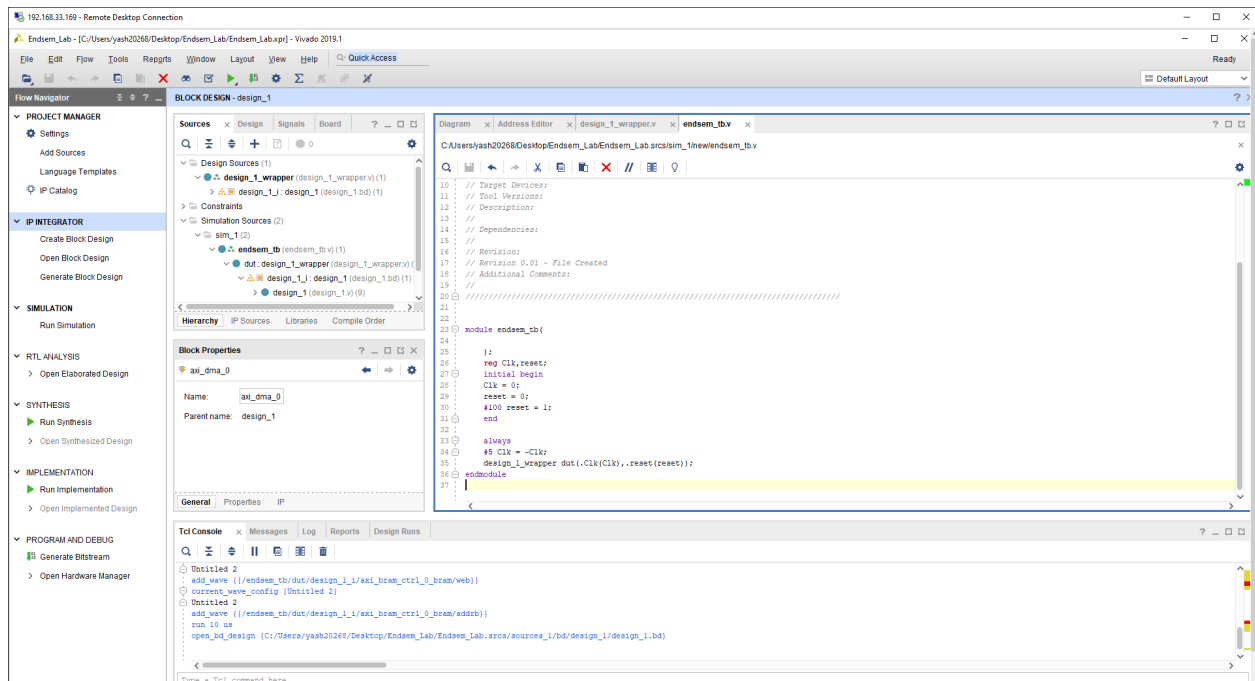 192.168.33.169 - Remote Desktop Connection
Endsem_Lab - [C:/Users/yash20268/Desktop/Endsem_Lab/Endsem_Lab.xpr] - Vivado 2019.1
File Edit Flow Tools Reports Window Layout View Help Quick Access Ready
Default Layout
Flow Navigator
BLOCK DESIGN - design_1
PROJECT MANAGER
Settings
Add Sources
Language Templates
IP Catalog
IP INTEGRATOR
Create Block Design
Open Block Design
Generate Block Design
SIMULATION
Run Simulation
RTL ANALYSIS
Open Elaborated Design
SYNTHESIS
Run Synthesis
Open Synthesized Design
IMPLEMENTATION
Run Implementation
Open Implemented Design
PROGRAM AND DEBUG
Generate Bitstream
Open Hardware Manager
Sources Design Signals Board
0
Design Sources (1)
design_1_wrapper (design_1_wrapper.v) (1)
design_1_i : design_1 (design_1.bd) (1)
Constraints
Simulation Sources (2)
sim_1 (2)
endsem_tb (endsem_tb.v) (1)
dut : design_1_wrapper (design_1_wrapper.v) (
design_1_i : design_1 (design_1.bd) (1)
design_1 (design_1.v) (9)
Hierarchy IP Sources Libraries Compile Order
Block Properties
axi_dma_0
Name: axi_dma_0
Parent name: design_1
General Properties IP
Diagram Address Editor design_1_wrapper.v endsem_tb.v
C:/Users/yash20268/Desktop/Endsem_Lab/Endsem_Lab.srcs/sim_1/new/endsem_tb.v
10 // Target Devices:
11 // Tool Versions:
12 // Description:
13 //
14 // Dependencies:
15 //
16 // Revision:
17 // Revision 0.01 - File Created
18 // Additional Comments:
19 //
20 //////////////////////////////////////////////////////////////////////////////////
21
22
23 module endsem_tb(
24
25 );
26 reg Clk,reset;
27 initial begin
28 Clk = 0;
29 reset = 0;
30 #100 reset = 1;
31 end
32
33 always
34 #5 Clk = ~Clk;
35 design_1_wrapper dut(.Clk(Clk),.reset(reset));
36 endmodule
37
Tcl Console Messages Log Reports Design Runs
Untitled 2
add_wave {{/endsem_tb/dut/design_1_i/axi_bram_ctrl_0_bram/web}}
current_wave_config {Untitled 2}
Untitled 2
add_wave {{/endsem_tb/dut/design_1_i/axi_bram_ctrl_0_bram/addrb}}
run 10 us
open_bd_design {C:/Users/yash20268/Desktop/Endsem_Lab/Endsem_Lab.srcs/sources_1/bd/design_1/design_1.bd}
Type a Tcl command here